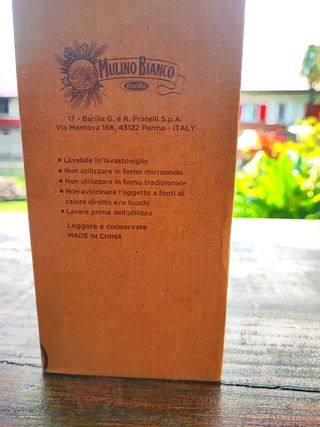 MULINO BIANCO
Barilla
17 - Barilla G. e R. Fratelli S.p.A.
Via Mantova 166, 43122 Parma - ITALY
• Lavabile in lavastoviglie
• Non utilizzare in forno microonde
• Non utilizzare in forno tradizionale
• Non avvicinare l'oggetto a fonti di
calore diretto e/o fuochi
• Lavare prima dell'utilizzo
Leggere e conservare
MADE IN CHINA